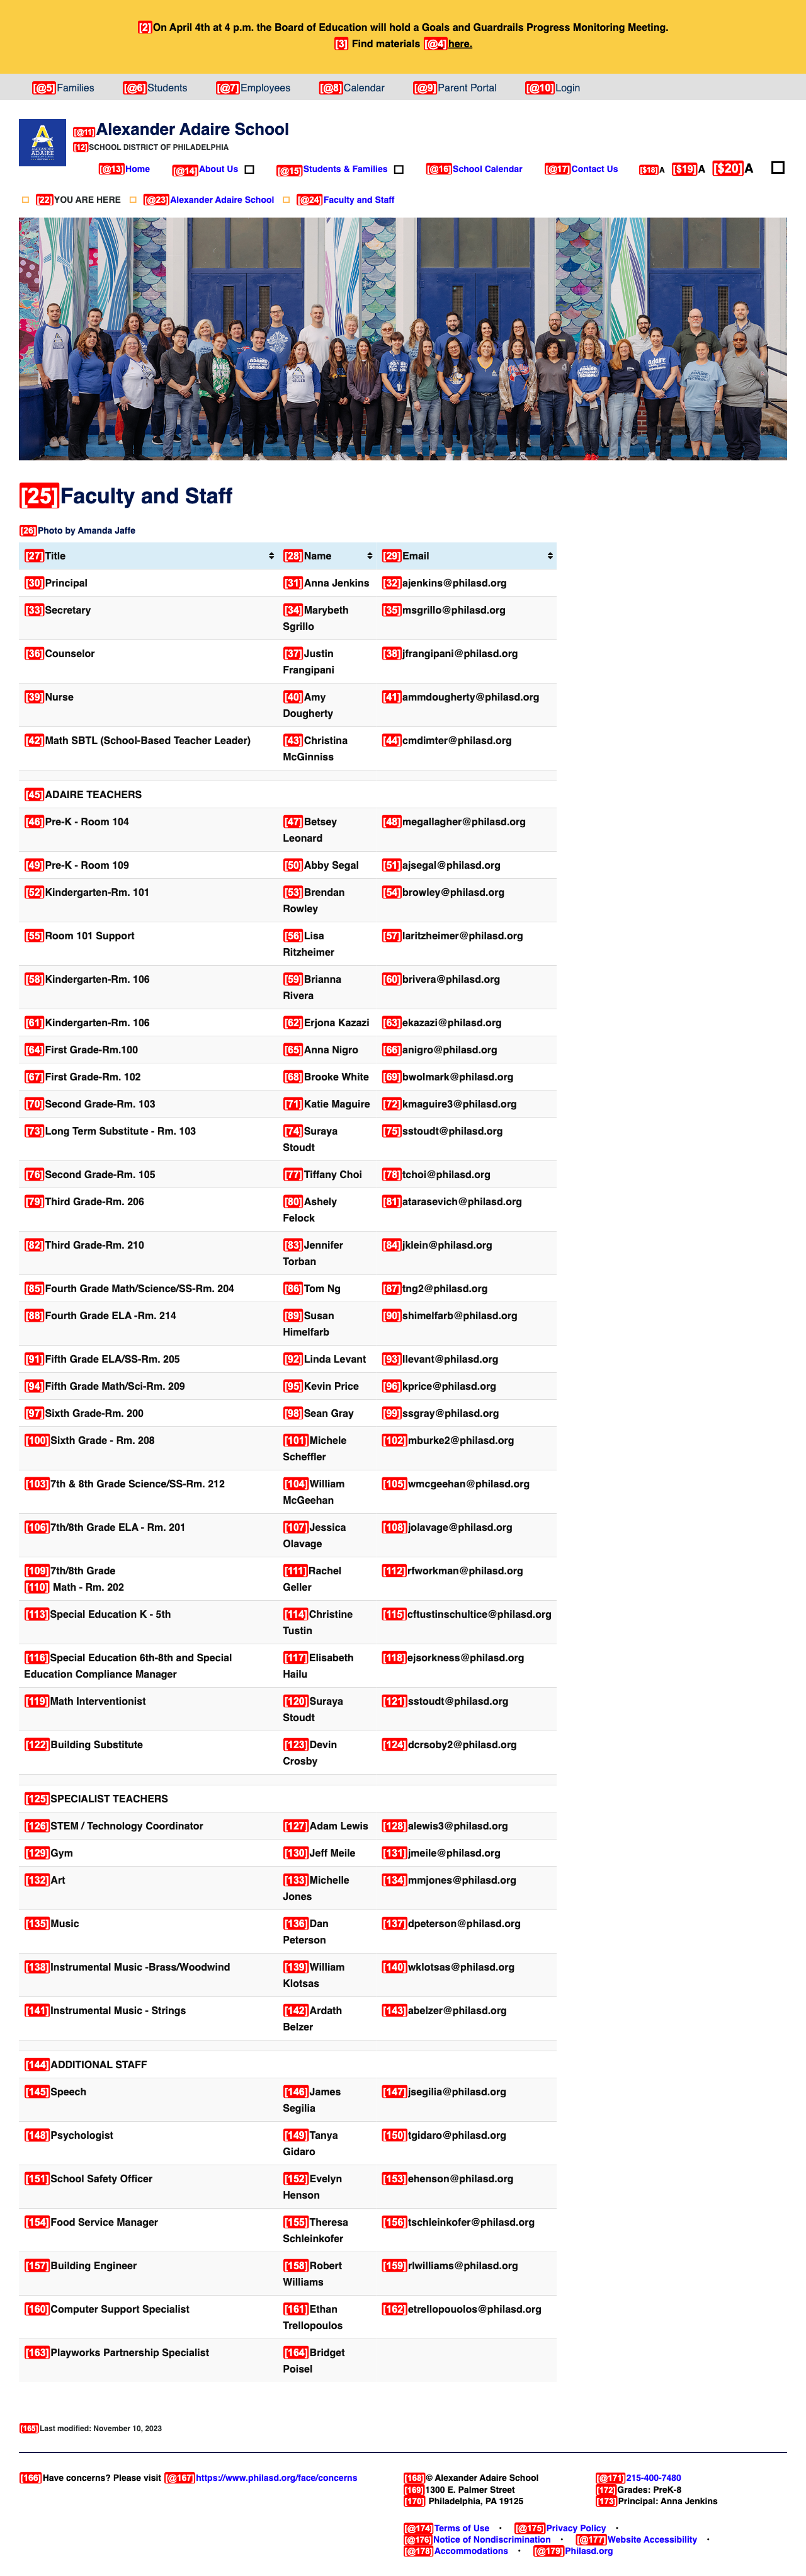 [2]On April 4th at 4 p.m. the Board of Education will hold a Goals and Guardrails Progress Monitoring Meeting.
[3] Find materials [@4]here.
[@5]Families [@6]Students [@7]Employees [@8]Calendar [@9]Parent Portal [@10]Login
[@11]Alexander Adaire School
[12]SCHOOL DISTRICT OF PHILADELPHIA
[@13]Home [@14]About Us [@15]Students & Families [@16]School Calendar [@17]Contact Us [$18]A [$19]A [$20]A
[22]YOU ARE HERE [@23]Alexander Adaire School [@24]Faculty and Staff
[25]Faculty and Staff
[26]Photo by Amanda Jaffe
[27]Title [28]Name [29]Email
[30]Principal [31]Anna Jenkins [32]ajenkins@philasd.org
[33]Secretary [34]Marybeth Sgrillo [35]msgrillo@philasd.org
[36]Counselor [37]Justin Frangipani [38]jfrangipani@philasd.org
[39]Nurse [40]Amy Dougherty [41]ammdougherty@philasd.org
[42]Math SBTL (School-Based Teacher Leader) [43]Christina McGinniss [44]cmdimter@philasd.org
[45]ADAIRE TEACHERS
[46]Pre-K - Room 104 [47]Betsey Leonard [48]megallagher@philasd.org
[49]Pre-K - Room 109 [50]Abby Segal [51]ajsegal@philasd.org
[52]Kindergarten-Rm. 101 [53]Brendan Rowley [54]browley@philasd.org
[55]Room 101 Support [56]Lisa Ritzheimer [57]laritzheimer@philasd.org
[58]Kindergarten-Rm. 106 [59]Brianna Rivera [60]brivera@philasd.org
[61]Kindergarten-Rm. 106 [62]Erjona Kazazi [63]ekazazi@philasd.org
[64]First Grade-Rm.100 [65]Anna Nigro [66]anigro@philasd.org
[67]First Grade-Rm. 102 [68]Brooke White [69]bwolmark@philasd.org
[70]Second Grade-Rm. 103 [71]Katie Maguire [72]kmaguire3@philasd.org
[73]Long Term Substitute - Rm. 103 [74]Suraya Stoudt [75]sstoudt@philasd.org
[76]Second Grade-Rm. 105 [77]Tiffany Choi [78]tchoi@philasd.org
[79]Third Grade-Rm. 206 [80]Ashely Felock [81]atarasevich@philasd.org
[82]Third Grade-Rm. 210 [83]Jennifer Torban [84]jklein@philasd.org
[85]Fourth Grade Math/Science/SS-Rm. 204 [86]Tom Ng [87]tng2@philasd.org
[88]Fourth Grade ELA -Rm. 214 [89]Susan Himelfarb [90]shimelfarb@philasd.org
[91]Fifth Grade ELA/SS-Rm. 205 [92]Linda Levant [93]llevant@philasd.org
[94]Fifth Grade Math/Sci-Rm. 209 [95]Kevin Price [96]kprice@philasd.org
[97]Sixth Grade-Rm. 200 [98]Sean Gray [99]ssgray@philasd.org
[100]Sixth Grade - Rm. 208 [101]Michele Scheffler [102]mburke2@philasd.org
[103]7th & 8th Grade Science/SS-Rm. 212 [104]William McGeehan [105]wmcgeehan@philasd.org
[106]7th/8th Grade ELA - Rm. 201 [107]Jessica Olavage [108]jolavage@philasd.org
[109]7th/8th Grade [110] Math - Rm. 202 [111]Rachel Geller [112]rfworkman@philasd.org
[113]Special Education K - 5th [114]Christine Tustin [115]cftustinschultice@philasd.org
[116]Special Education 6th-8th and Special Education Compliance Manager [117]Elisabeth Hailu [118]ejsorkness@philasd.org
[119]Math Interventionist [120]Suraya Stoudt [121]sstoudt@philasd.org
[122]Building Substitute [123]Devin Crosby [124]dcrsoby2@philasd.org
[125]SPECIALIST TEACHERS
[126]STEM / Technology Coordinator [127]Adam Lewis [128]alewis3@philasd.org
[129]Gym [130]Jeff Meile [131]jmeile@philasd.org
[132]Art [133]Michelle Jones [134]mmjones@philasd.org
[135]Music [136]Dan Peterson [137]dpeterson@philasd.org
[138]Instrumental Music -Brass/Woodwind [139]William Klotsas [140]wklotsas@philasd.org
[141]Instrumental Music - Strings [142]Ardath Belzer [143]abelzer@philasd.org
[144]ADDITIONAL STAFF
[145]Speech [146]James Segilia [147]jsegilia@philasd.org
[148]Psychologist [149]Tanya Gidaro [150]tgidaro@philasd.org
[151]School Safety Officer [152]Evelyn Henson [153]ehenson@philasd.org
[154]Food Service Manager [155]Theresa Schleinkofer [156]tschleinkofer@philasd.org
[157]Building Engineer [158]Robert Williams [159]rlwilliams@philasd.org
[160]Computer Support Specialist [161]Ethan Trellopoulos [162]etrellopouolos@philasd.org
[163]Playworks Partnership Specialist [164]Bridget Poisel
[165]Last modified: November 10, 2023
[166]Have concerns? Please visit [@167]https://www.philasd.org/face/concerns
[168]© Alexander Adaire School
[169]1300 E. Palmer Street
[170] Philadelphia, PA 19125
[@171]215-400-7480
[172]Grades: PreK-8
[173]Principal: Anna Jenkins
[@174]Terms of Use • [@175]Privacy Policy •
[@176]Notice of Nondiscrimination • [@177]Website Accessibility •
[@178]Accommodations • [@179]Philasd.org